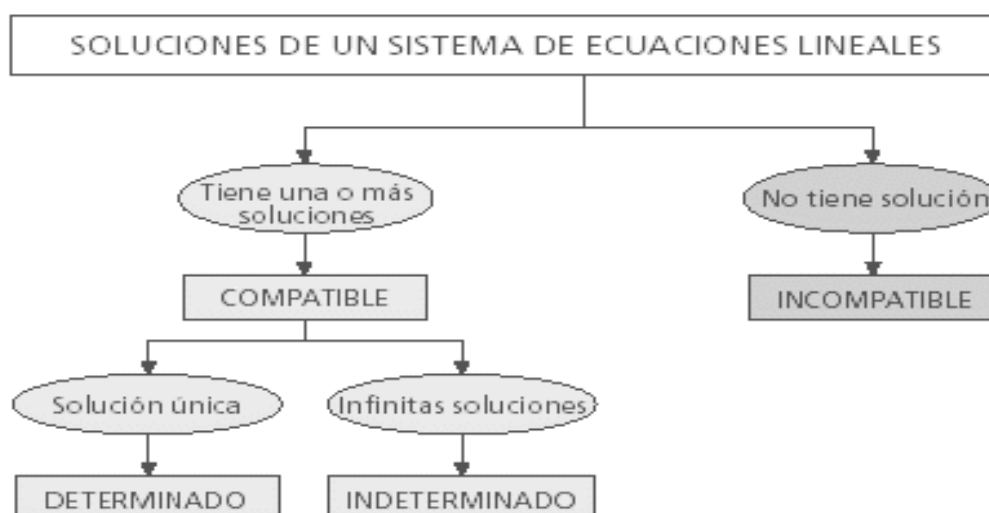 SOLUCIONES DE UN SISTEMA DE ECUACIONES LINEALES
Tiene una o más
soluciones
No tiene solución
COMPATIBLE
INCOMPATIBLE
Solución única
Infinitas soluciones
DETERMINADO
INDETERMINADO